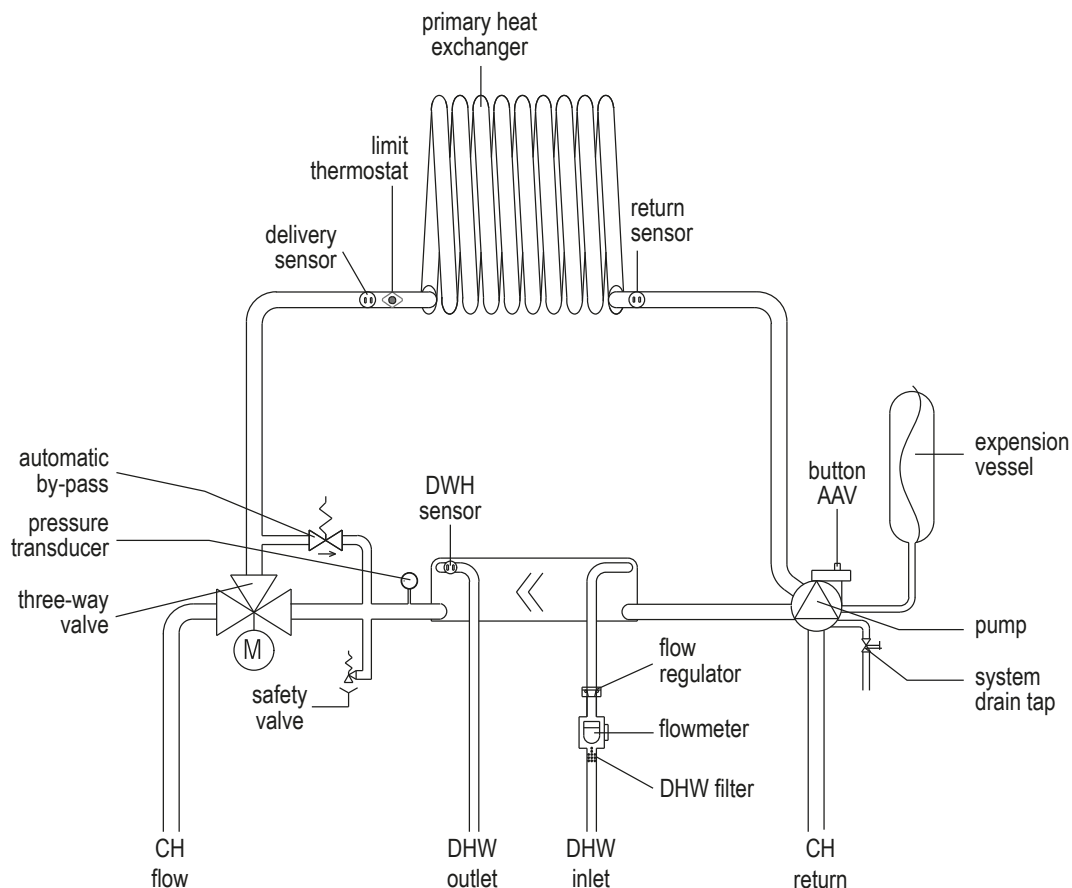 primary heat
exchanger
limit
thermostat
delivery
sensor
return
sensor
automatic
by-pass
pressure
transducer
three-way
valve
DWH
sensor
button
AAV
expension
vessel
M
safety
valve
flow
regulator
flowmeter
DHW filter
pump
system
drain tap
CH
flow
DHW
outlet
DHW
inlet
CH
return